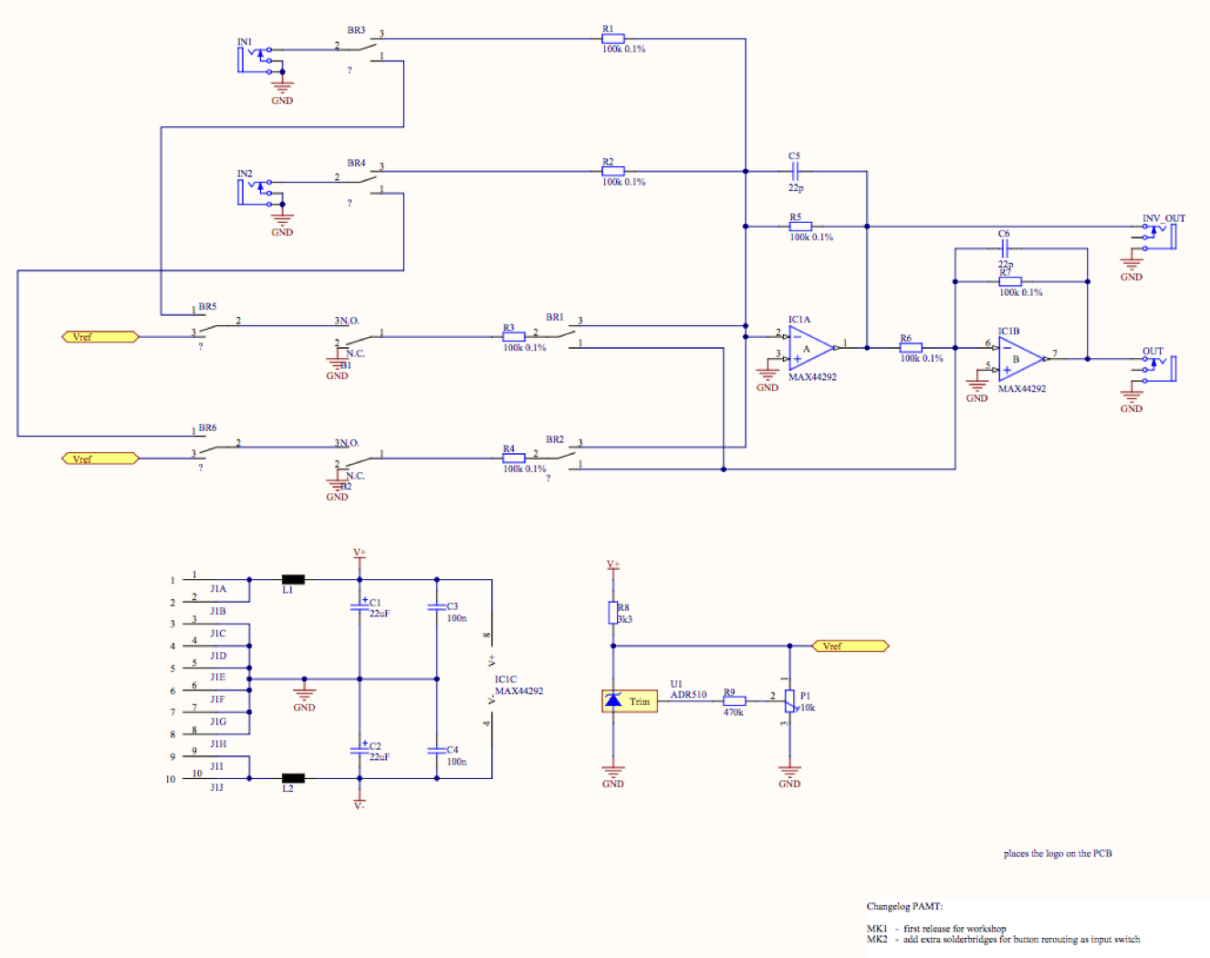 BR3
3
R1
IN1
2
1
100k 0.1%
?
GND
BR4
3
R2
C5
IN2
2
1
100k 0.1%
22p
?
GND
R5
INV_OUT
100k 0.1%
C6
22p
R7
100k 0.1%
GND
1 BR5
2
3N.O.
BR1
3
IC1A
Vref
3
?
2
1
R3
2
100k 0.1%
1
N.C.
B1
GND
2
A
1
3
MAX44292
GND
R6
100k 0.1%
IC1B
6
B
7
5
MAX44292
GND
OUT
GND
1 BR6
2
3N.O.
BR2
3
Vref
3
?
2
1
R4
2
100k 0.1%
1
?
N.C.
B2
GND
V+
1 1 J1A
2 2 J1B
3 3 J1C
4 4 J1D
5 5 J1E
6 6 J1F
7 7 J1G
8 8 J1H
9 9 J1I
10 10 J1J
L1
+ C1
22uF
C3
100n
8
V+
IC1C
MAX44292
V-
4
GND
+ C2
22uF
C4
100n
L2
V-
V+
R8
3k3
Vref
U1
ADR510
Trim
R9
470k
1
2
3
P1
10k
GND
GND
places the logo on the PCB
Changelog PAMT:
MK1 - first release for workshop
MK2 - add extra solderbridges for button rerouting as input switch